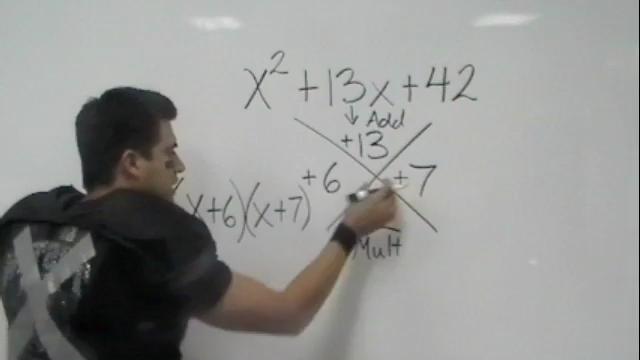 x² +13x+42
↓ Add
+13
+6 +7
(x+6)(x+7)
Mult